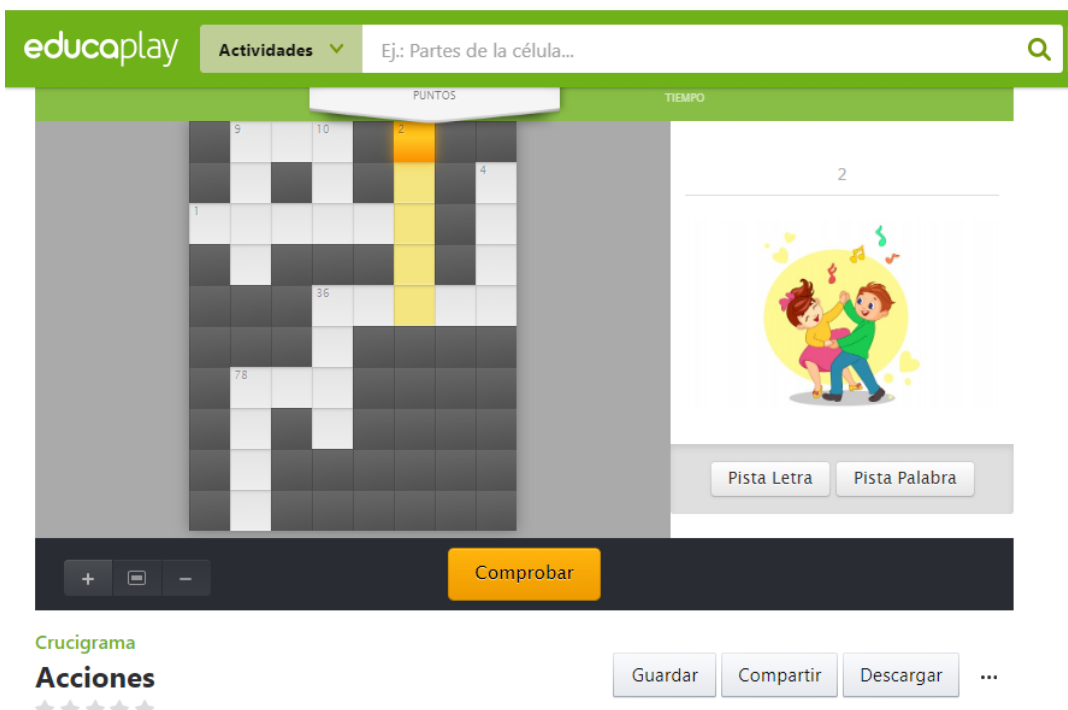 educaplay Actividades Ej.: Partes de la célula...
PUNTOS TIEMPO
9 10 2
4 2
1
36
78
Pista Letra Pista Palabra
+ − Comprobar
Crucigrama
Acciones Guardar Compartir Descargar ...